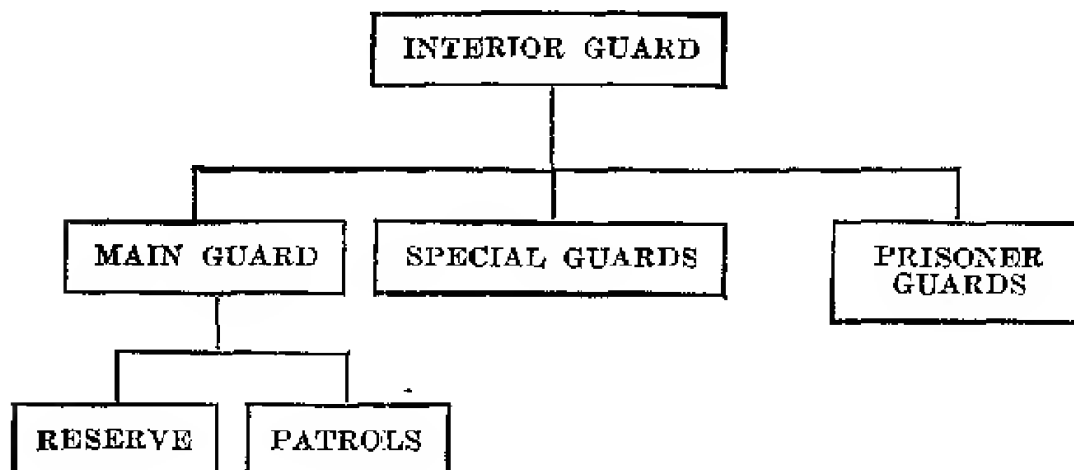 INTERIOR GUARD
MAIN GUARD
SPECIAL GUARDS
PRISONER
GUARDS
RESERVE
PATROLS